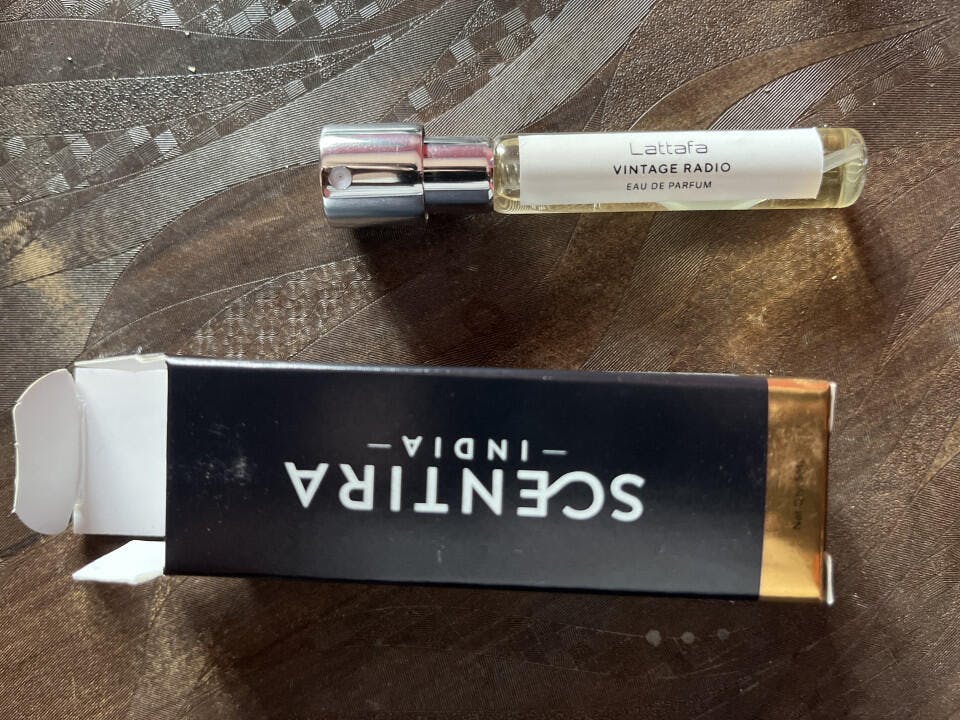 Lattafa
VINTAGE RADIO
EAU DE PARFUM
SCENTIRA
— INDIA —